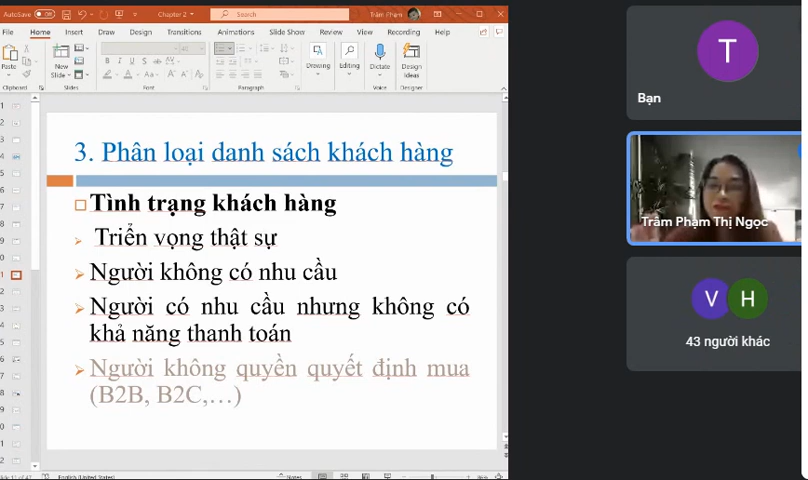 AutoSave
Off
Chapter 2
Search
Trâm Phạm
File
Home
Insert
Draw
Design
Transitions
Animations
Slide Show
Review
View
Recording
Help
Paste
New
Slide
Drawing
Editing
Dictate
Design
Ideas
Clipboard
Slides
Font
Paragraph
Voice
Designer
3. Phân loại danh sách khách hàng
Tình trạng khách hàng
Triển vọng thật sự
Người không có nhu cầu
Người có nhu cầu nhưng không có
khả năng thanh toán
Người không quyền quyết định mua
(B2B, B2C,…)
English (United States)
Notes
T
Bạn
Trâm Phạm Thị Ngọc
V
H
43 người khác